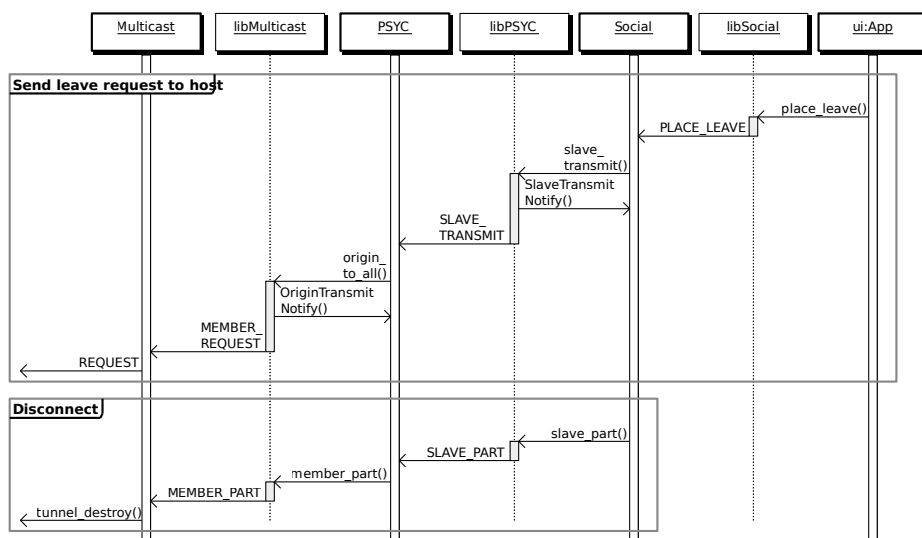 Multicast
libMulticast
PSYC
libPSYC
Social
libSocial
ui:App
Send leave request to host
place_leave()
PLACE_LEAVE
slave_
transmit()
SlaveTransmit
Notify()
SLAVE_
TRANSMIT
origin_
to_all()
OriginTransmit
Notify()
MEMBER_
REQUEST
REQUEST
Disconnect
slave_part()
SLAVE_PART
member_part()
MEMBER_PART
tunnel_destroy()